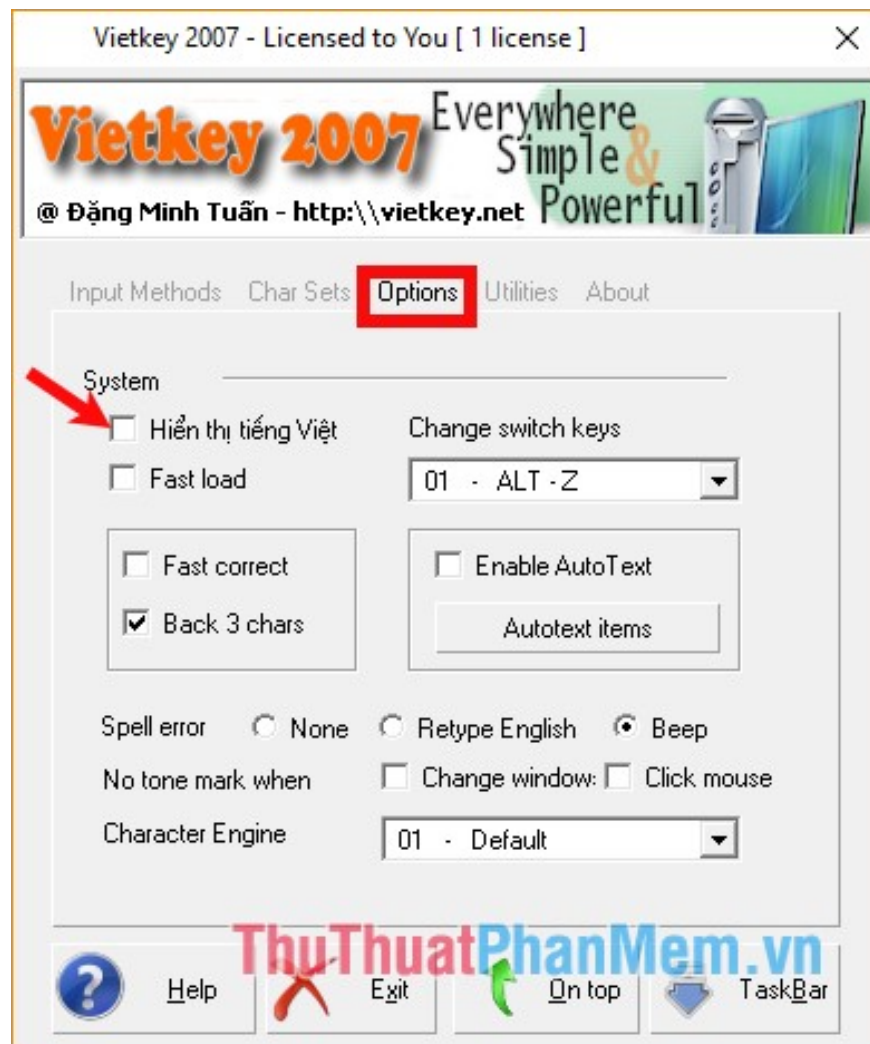 Vietkey 2007 - Licensed to You [ 1 license ]
Vietkey 2007
Everywhere
Simple &
Powerful
@ Đặng Minh Tuấn - http:\\vietkey.net
Input Methods Char Sets Options Utilities About
System
Hiển thị tiếng Việt Change switch keys
Fast load 01 - ALT - Z
Fast correct Enable AutoText
Back 3 chars Autotext items
Spell error None Retype English Beep
No tone mark when Change window: Click mouse
Character Engine 01 - Default
ThuThuatPhanMem.vn
Help Exit On top TaskBar